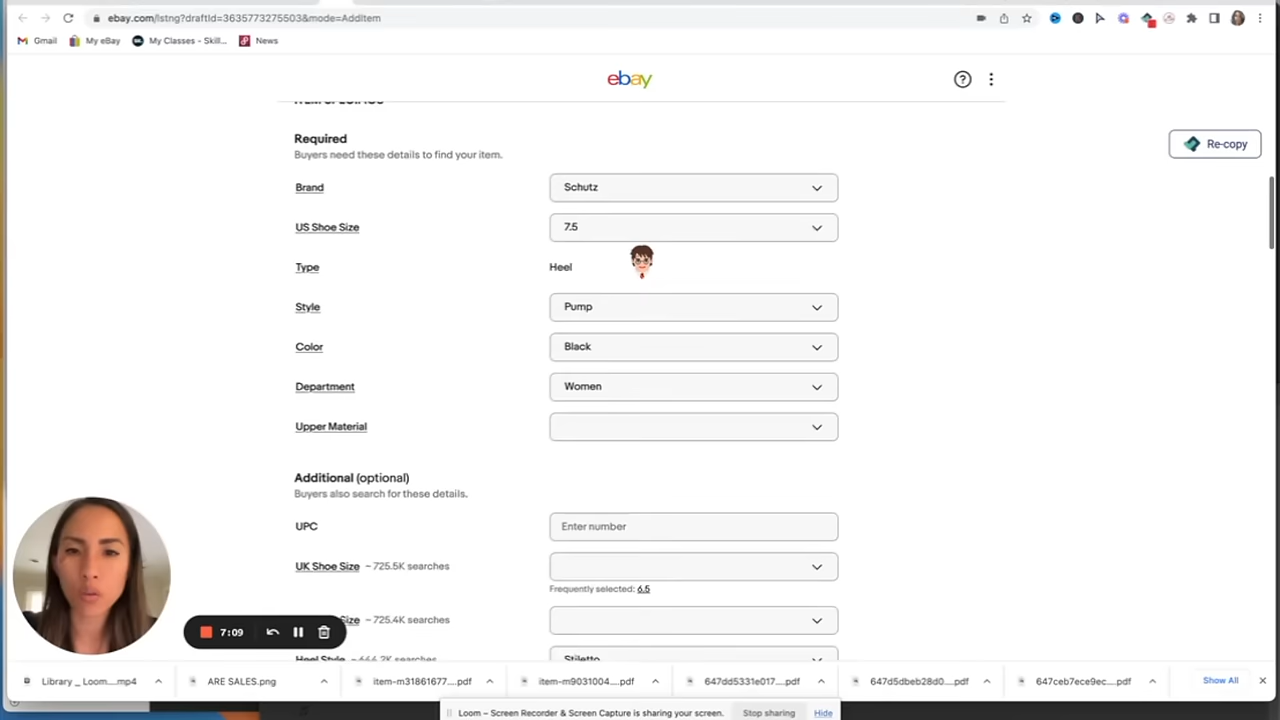 ebay.com/lstng?draftId=3635773275503&mode=AddItem
Gmail
My eBay
My Classes - Skill...
News
ebay
ITEM SPECIFICS
Required
Buyers need these details to find your item.
Re-copy
Brand
Schutz
US Shoe Size
7.5
Type
Heel
Style
Pump
Color
Black
Department
Women
Upper Material
Additional (optional)
Buyers also search for these details.
UPC
Enter number
UK Shoe Size ~ 725.5K searches
Frequently selected: 6.5
Size ~ 725.4K searches
7:09
Heel Style ~ 444.2K searches
Stiletto
Library _ Loom....mp4
ARE SALES.png
item-m31861677....pdf
item-m9031004....pdf
647dd5331e017....pdf
647d5dbeb28d0....pdf
647ceb7ece9ec....pdf
Show All
Loom – Screen Recorder & Screen Capture is sharing your screen.
Stop sharing
Hide